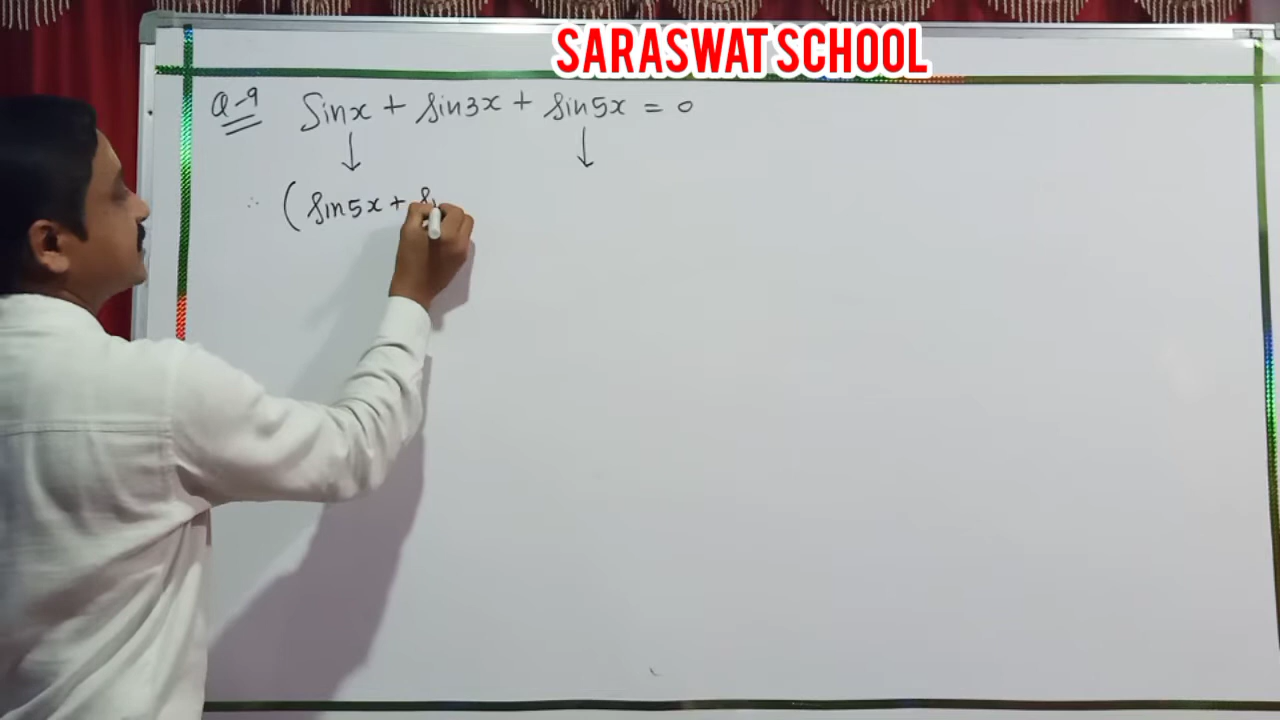 SARASWAT SCHOOL
Q-9 Sinx + sin3x + sin5x = 0
∴ (sin5x + s